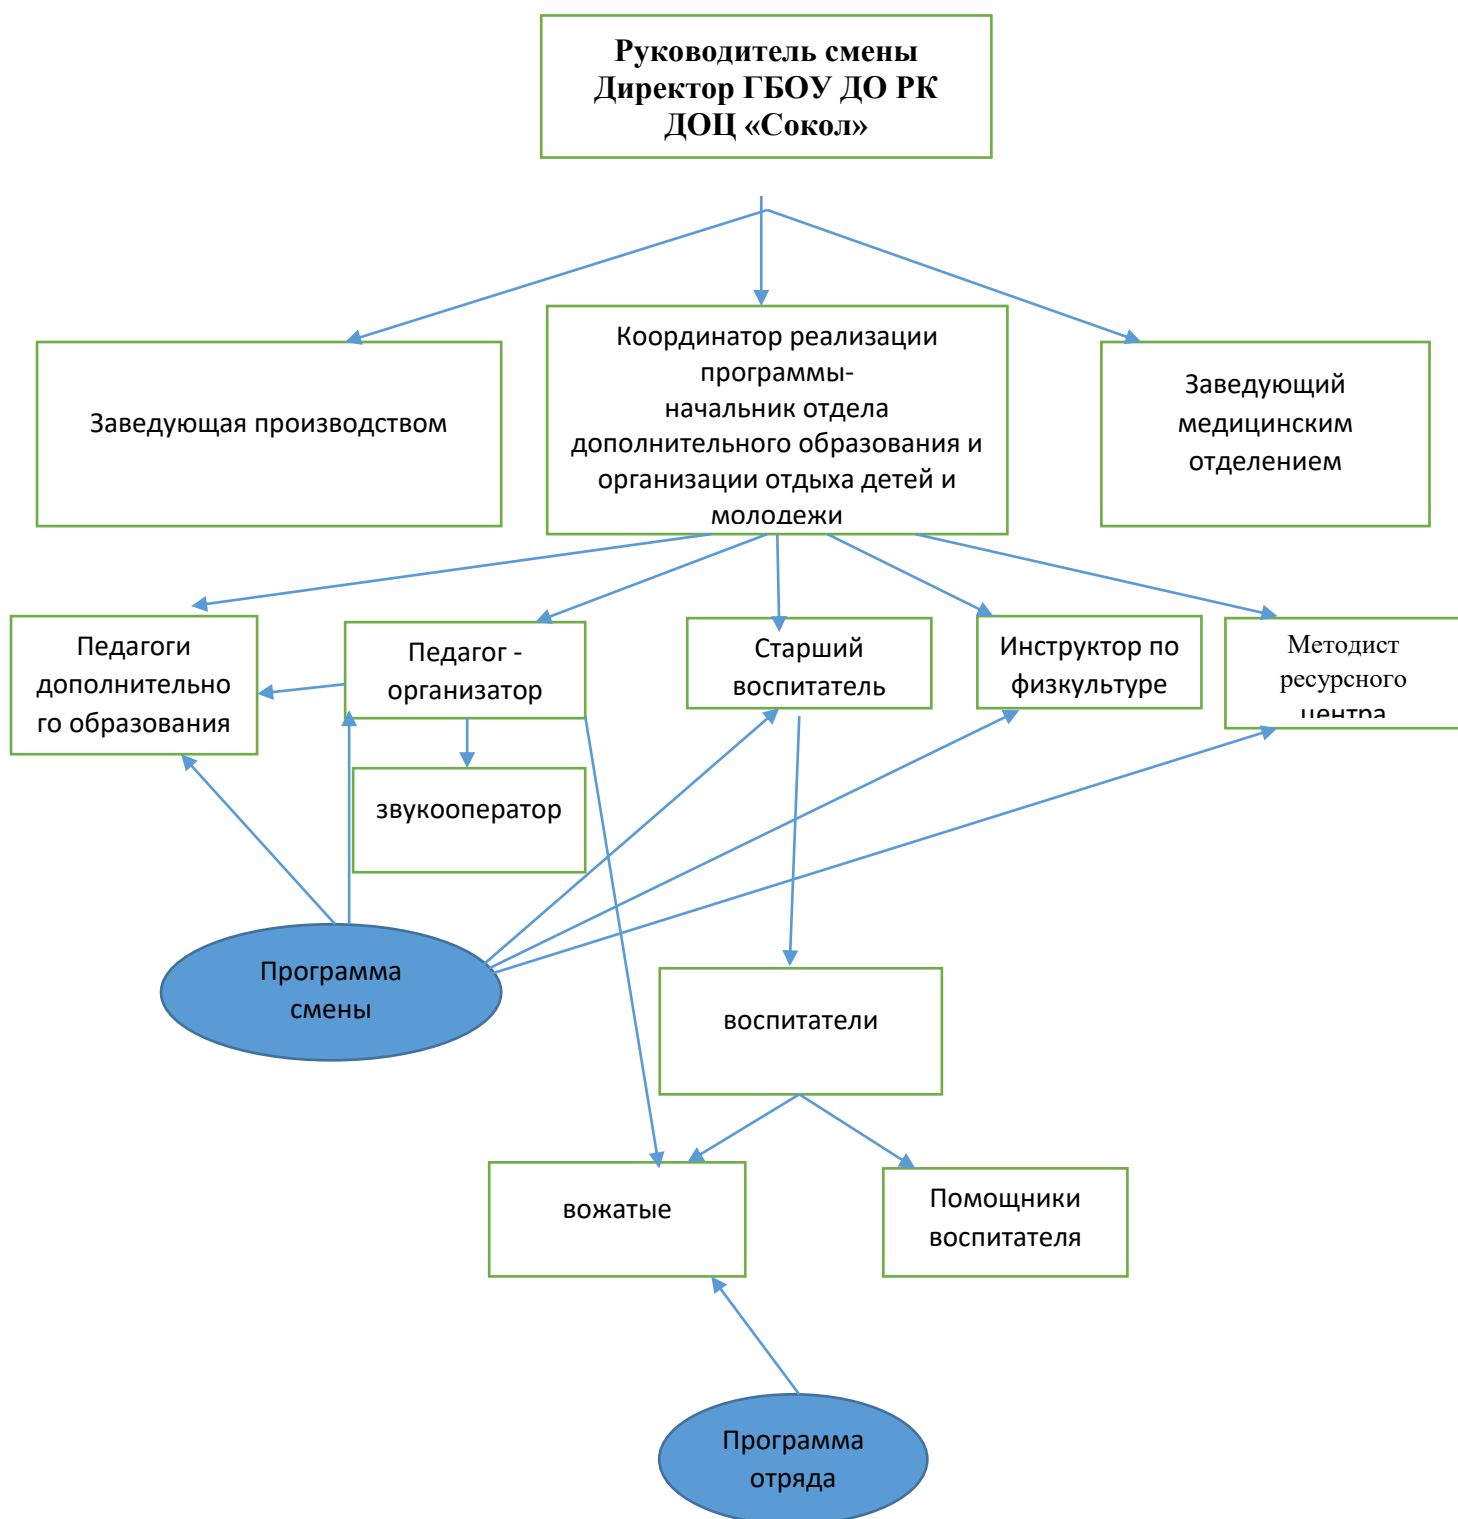 Руководитель смены
Директор ГБОУ ДО РК
ДОЦ «Сокол»
Заведующая производством
Координатор реализации
программы-
начальник отдела
дополнительного образования и
организации отдыха детей и
молодежи
Заведующий
медицинским
отделением
Педагоги
дополнительно
го образования
Педагог -
организатор
Старший
воспитатель
Инструктор по
физкультуре
Методист
ресурсного
центра
звукооператор
Программа
смены
воспитатели
вожатые
Помощники
воспитателя
Программа
отряда